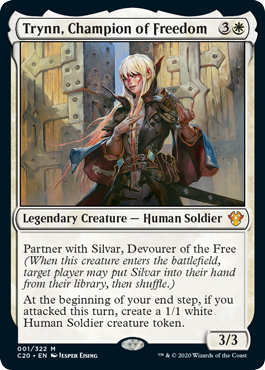 Trynn, Champion of Freedom 3
Legendary Creature — Human Soldier
Partner with Silvar, Devourer of the Free
(When this creature enters the battlefield,
target player may put Silvar into their hand
from their library, then shuffle.)
At the beginning of your end step, if you
attacked this turn, create a 1/1 white
Human Soldier creature token.
3/3
001/322 M
C20 • EN Jesper Ejsing
™ & © 2020 Wizards of the Coast